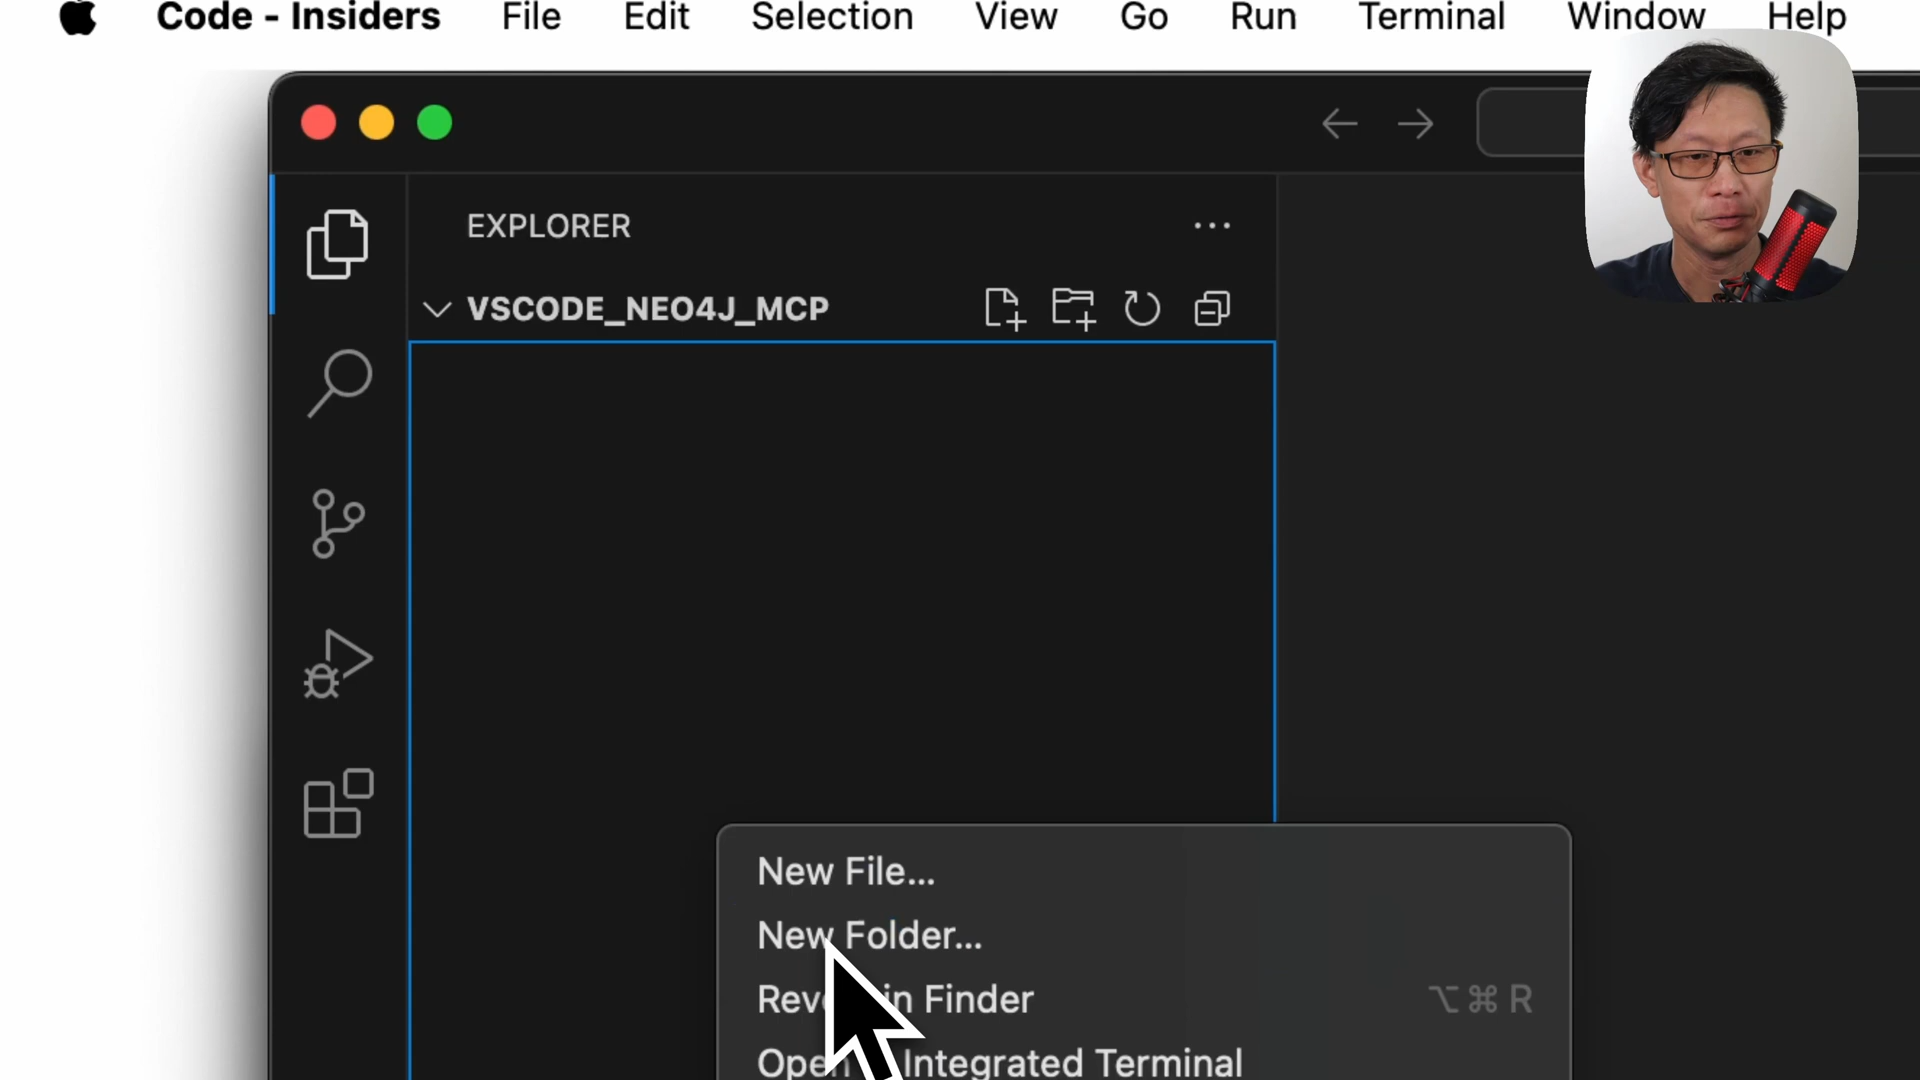 Code - Insiders File Edit Selection View Go Run Terminal Window Help
EXPLORER
VSCODE_NEO4J_MCP
New File...
New Folder...
in Finder ⌥⌘R
Integrated Terminal